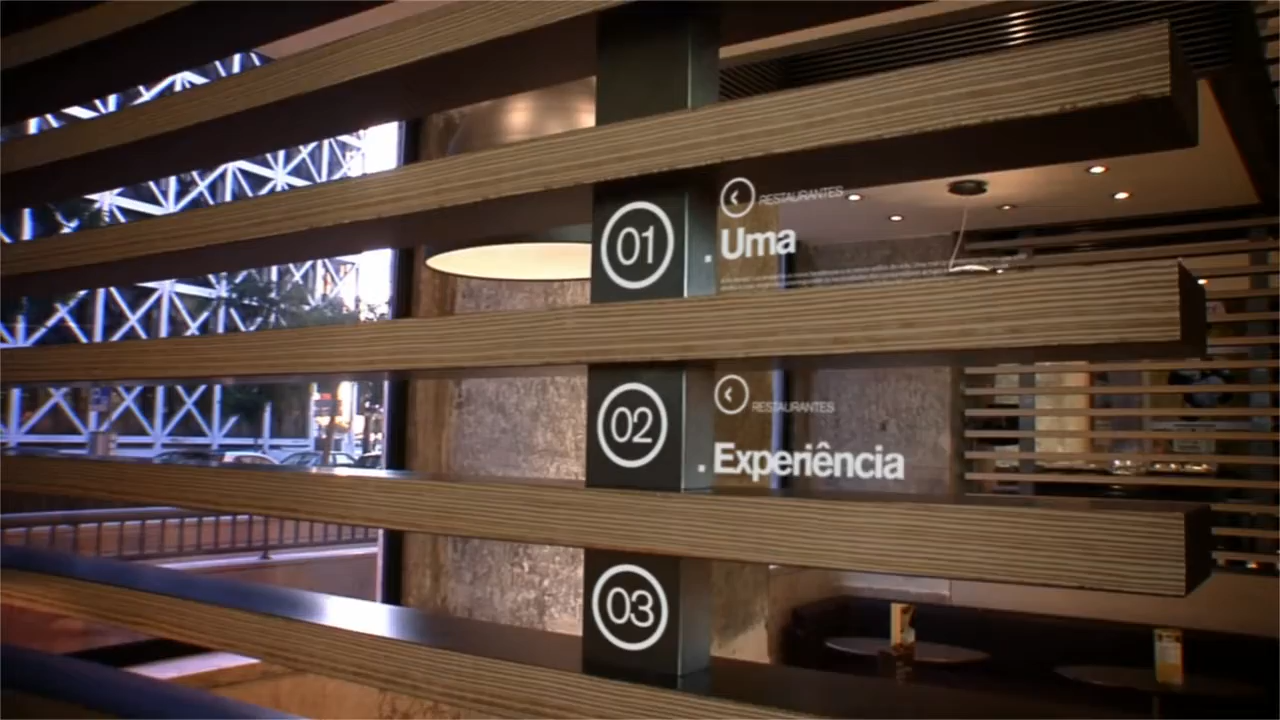 01
RESTAURANTES
. Uma
02
RESTAURANTES
. Experiência
03